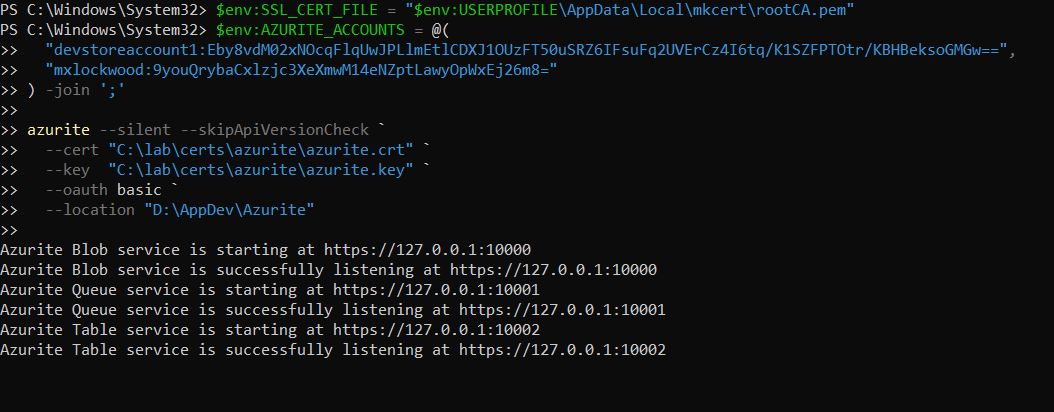 PS C:\Windows\System32> $env:SSL_CERT_FILE = "$env:USERPROFILE\AppData\Local\mkcert\rootCA.pem"
PS C:\Windows\System32> $env:AZURITE_ACCOUNTS = @(
>>   "devstoreaccount1:Eby8vdM02xNOcqFlqUwJPLlmEtlCDXJ1OUzFT50uSRZ6IFsuFq2UVErCz4I6tq/K1SZFPTOtr/KBHBeksoGMGw==",
>>   "mxlockwood:9youQrybaCxlzjc3XeXmwM14eNZptLawyOpWxEj26m8="
>> ) -join ';'
>>
>> azurite --silent --skipApiVersionCheck `
>>   --cert "C:\lab\certs\azurite\azurite.crt" `
>>   --key  "C:\lab\certs\azurite\azurite.key" `
>>   --oauth basic `
>>   --location "D:\AppDev\Azurite"
>>
Azurite Blob service is starting at https://127.0.0.1:10000
Azurite Blob service is successfully listening at https://127.0.0.1:10000
Azurite Queue service is starting at https://127.0.0.1:10001
Azurite Queue service is successfully listening at https://127.0.0.1:10001
Azurite Table service is starting at https://127.0.0.1:10002
Azurite Table service is successfully listening at https://127.0.0.1:10002